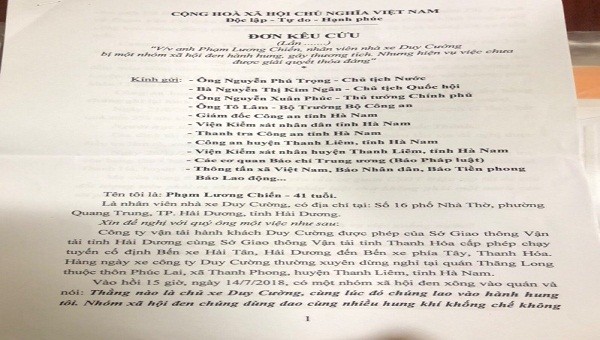 CỘNG HOÀ XÃ HỘI CHỦ NGHĨA VIỆT NAM
Độc lập - Tự do - Hạnh phúc
ĐƠN KÊU CỨU
(Lần ........)
"V/v anh Phạm Lương Chiến, nhân viên nhà xe Duy Cường
bị một nhóm xã hội đen hành hung, gây thương tích. Nhưng hiện vụ việc chưa
được giải quyết thỏa đáng"
*
Kính gửi: - Ông Nguyễn Phú Trọng - Chủ tịch Nước
- Bà Nguyễn Thị Kim Ngân - Chủ tịch Quốc hội
- Ông Nguyễn Xuân Phúc - Thủ tướng Chính phủ
- Ông Tô Lâm - Bộ Trưởng Bộ Công an
- Giám đốc Công an tỉnh Hà Nam
- Viện Kiểm sát nhân dân tỉnh Hà Nam
- Thanh tra Công an tỉnh Hà Nam
- Công an huyện Thanh Liêm, tỉnh Hà Nam
- Viện Kiểm sát nhân huyện Thanh Liêm, tỉnh Hà Nam
- Các cơ quan Báo chí Trung ương (Báo Pháp luật)
- Thông tấn xã Việt Nam, Báo Nhân dân, Báo Tiền phong
Báo Lao động...
Tên tôi là: Phạm Lương Chiến - 41 tuổi.
Là nhân viên nhà xe Duy Cường, có địa chỉ tại: Số 16 phố Nhà Thờ, phường
Quang Trung, TP. Hải Dương, tỉnh Hải Dương.
Xin đề nghị với quý ông một việc như sau:
Công ty vận tải hành khách Duy Cường được phép của Sở Giao thông Vận
tải tỉnh Hải Dương cùng Sở Giao thông Vận tải tỉnh Thanh Hóa cấp phép chạy
tuyến cố định Bến xe Hải Tân, Hải Dương đến Bến xe phía Tây, Thanh Hóa.
Hàng ngày xe công ty Duy Cường thường xuyên dừng nghỉ tại quán Thăng Long
thuộc thôn Phúc Lai, xã Thanh Phong, huyện Thanh Liêm, tỉnh Hà Nam.
Vào hồi 15 giờ, ngày 14/7/2018, có một nhóm xã hội đen xông vào quán và
nói: Thằng nào là chủ xe Duy Cường, cùng lúc đó chúng lao vào hành hung
tôi. Nhóm xã hội đen chúng dùng dao cùng nhiều hung khí khống chế không
1